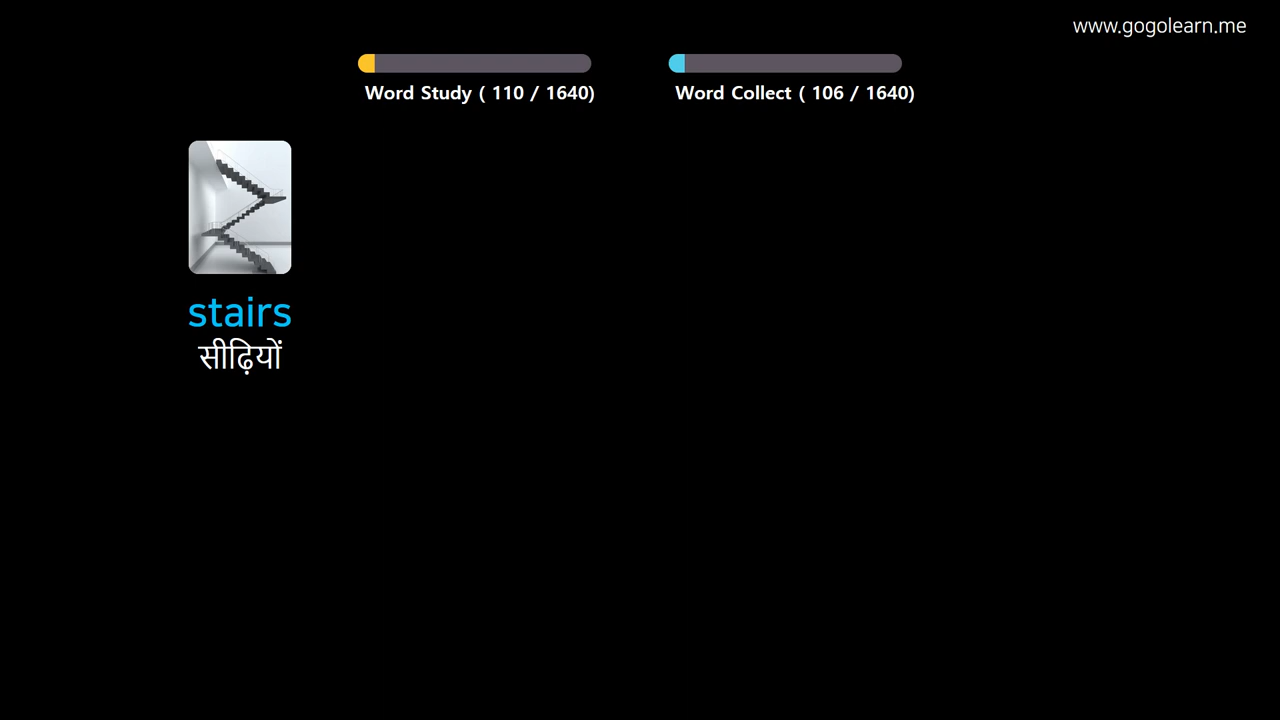 www.gogolearn.me
Word Study ( 110 / 1640)
Word Collect ( 106 / 1640)
stairs
सीढ़ियों